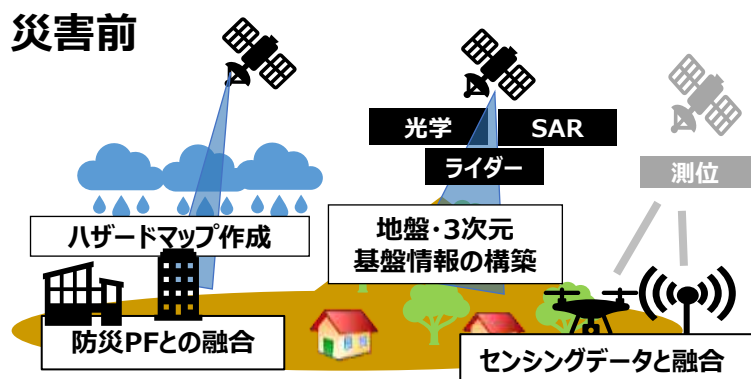 災害前
光学
SAR
ライダー
測位
ハザードマップ作成
地盤・3次元
基盤情報の構築
防災PFとの融合
センシングデータと融合